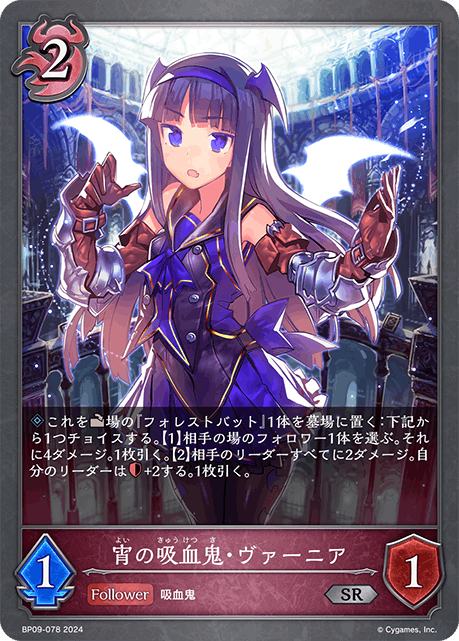 2
◈これを場の『フォレストバット』1体を墓場に置く:下記か
ら1つチョイスする。【1】相手の場のフォロワー1体を選ぶ。それ
に4ダメージ。1枚引く。【2】相手のリーダーすべてに2ダメージ。自
分のリーダーは+2する。1枚引く。
よい きゅうけつ き
宵の吸血鬼・ヴァーニア
1
Follower 吸血鬼
SR
1
BP09-078 2024
© Cygames, Inc.